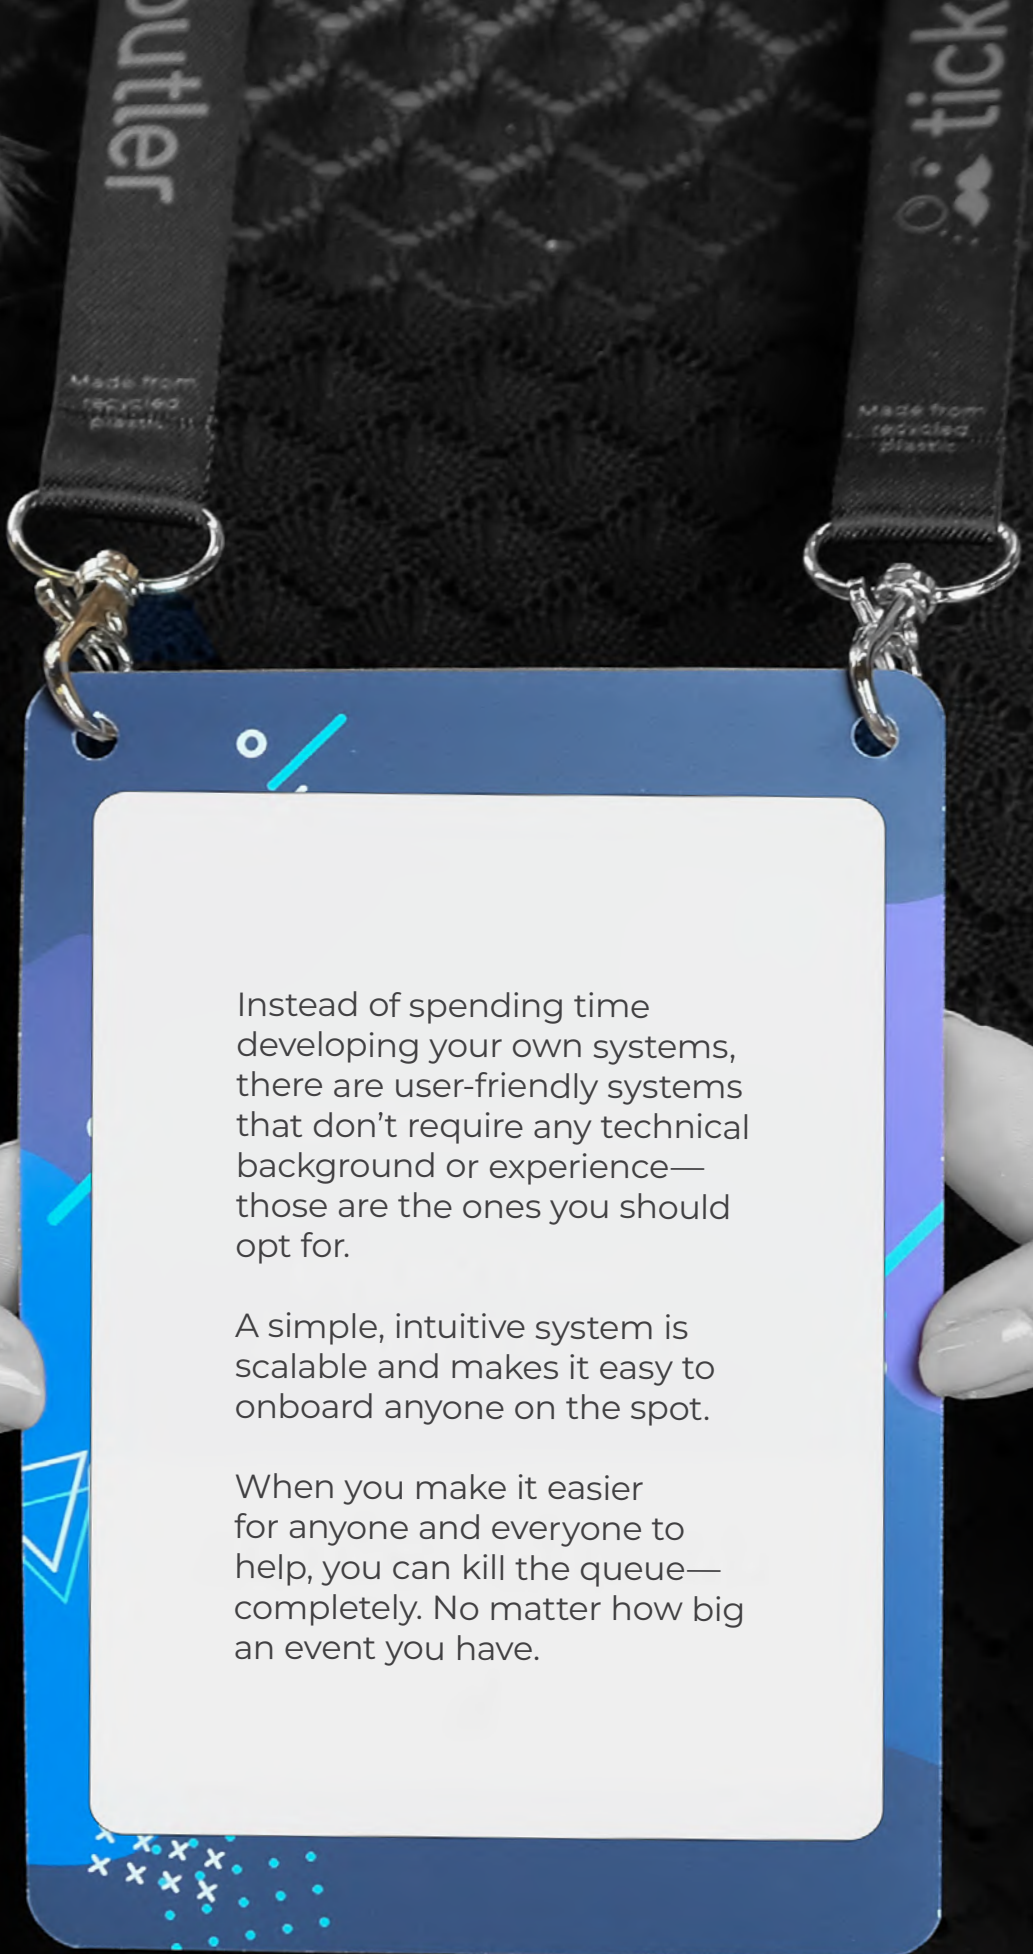 outler
tick
Made from
recycled
plastic
Made from
recycled
plastic
Instead of spending time
developing your own systems,
there are user-friendly systems
that don’t require any technical
background or experience—
those are the ones you should
opt for.
A simple, intuitive system is
scalable and makes it easy to
onboard anyone on the spot.
When you make it easier
for anyone and everyone to
help, you can kill the queue—
completely. No matter how big
an event you have.